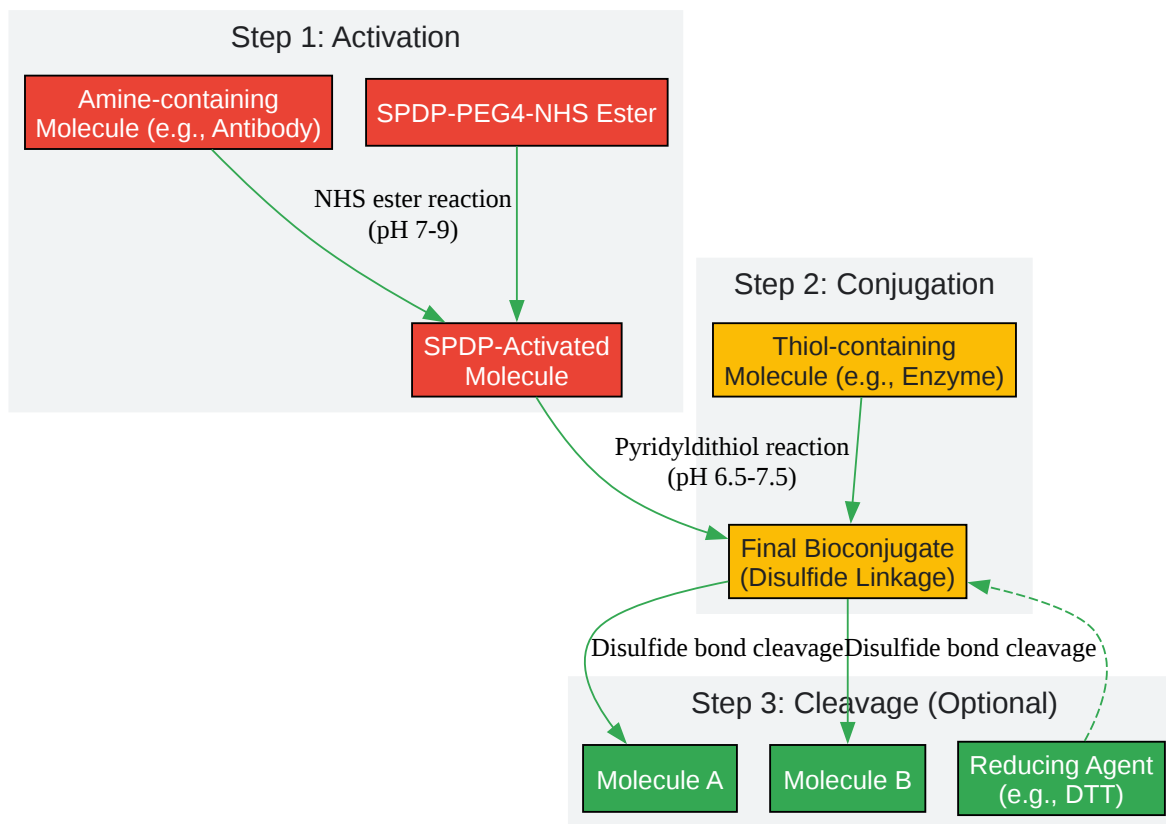 Step 1: Activation
Amine-containing
Molecule (e.g., Antibody)
SPDP-PEG4-NHS Ester
NHS ester reaction
(pH 7-9)
SPDP-Activated
Molecule
Step 2: Conjugation
Thiol-containing
Molecule (e.g., Enzyme)
Pyridyldithiol reaction
(pH 6.5-7.5)
Final Bioconjugate
(Disulfide Linkage)
Disulfide bond cleavage
Disulfide bond cleavage
Step 3: Cleavage (Optional)
Molecule A
Molecule B
Reducing Agent
(e.g., DTT)